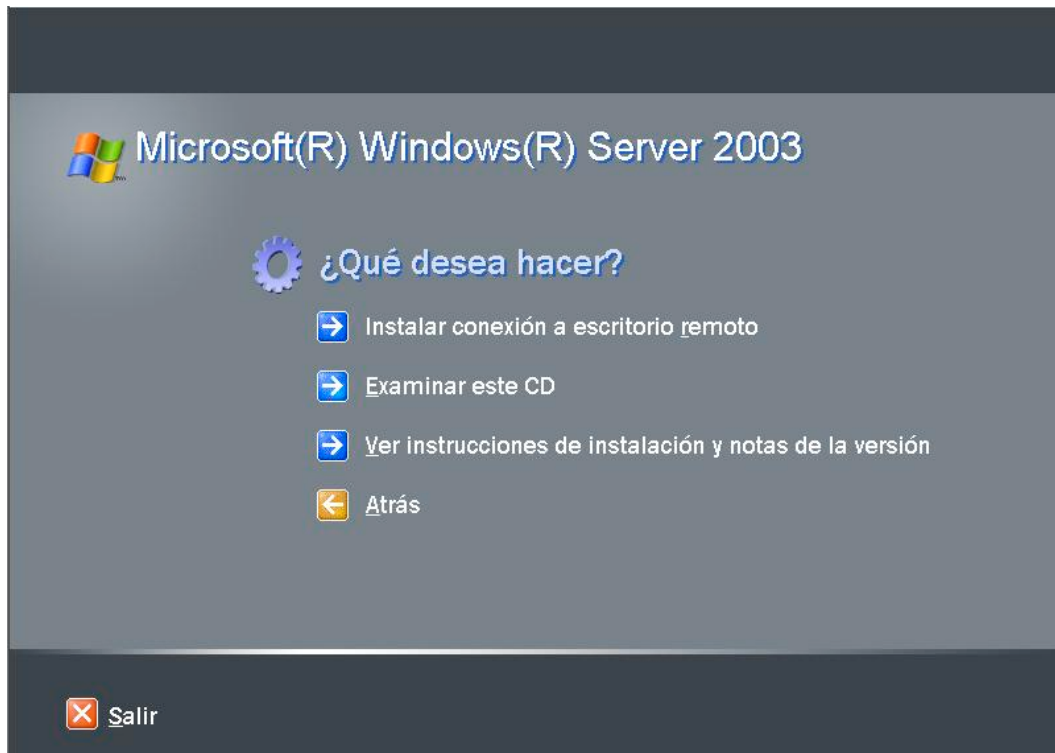 Microsoft(R) Windows(R) Server 2003
¿Qué desea hacer?
Instalar conexión a escritorio remoto
Examinar este CD
Ver instrucciones de instalación y notas de la versión
Atrás
Salir